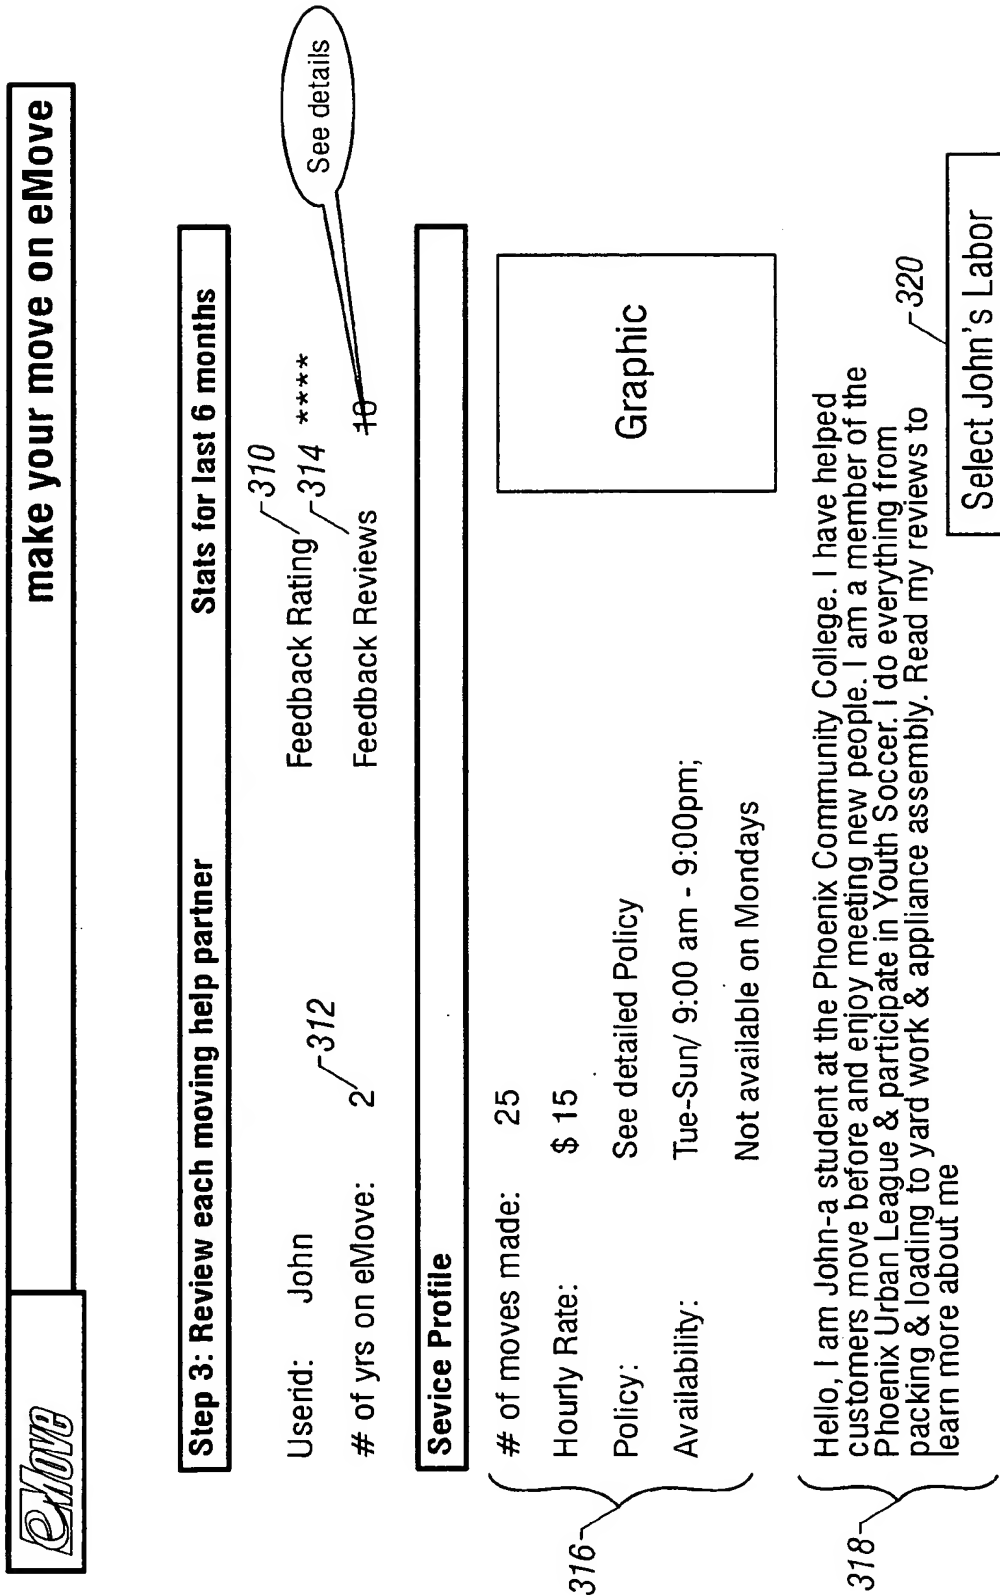 eMove
make your move on eMove
Step 3: Review each moving help partner
Stats for last 6 months
Userid: John
Feedback Rating ****
310
# of yrs on eMove: 2
312
Feedback Reviews 10
314
See details
Sevice Profile
# of moves made: 25
Hourly Rate: $ 15
Policy: See detailed Policy
Availability: Tue-Sun/ 9:00 am - 9:00pm;
Not available on Mondays
316
Graphic
Hello, I am John-a student at the Phoenix Community College. I have helped
customers move before and enjoy meeting new people. I am a member of the
Phoenix Urban League & participate in Youth Soccer. I do everything from
packing & loading to yard work & appliance assembly. Read my reviews to
learn more about me
318
320
Select John's Labor